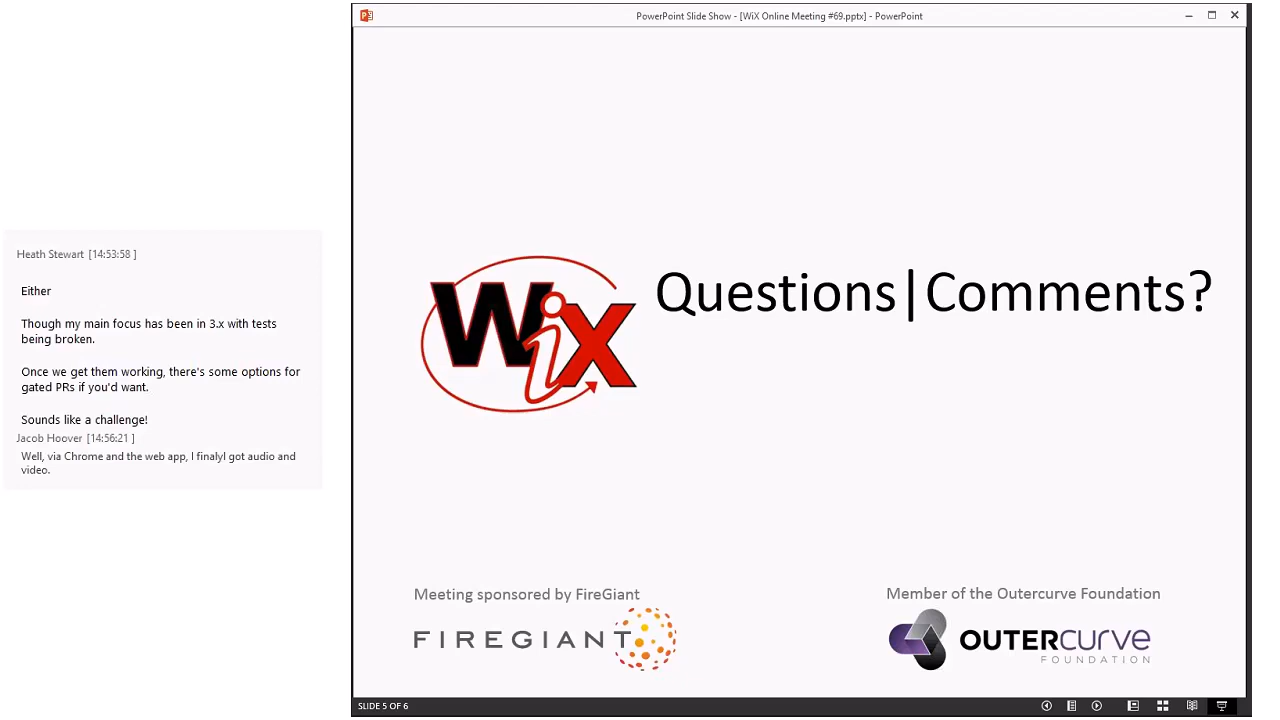 PowerPoint Slide Show - [WiX Online Meeting #69.pptx] - PowerPoint
Heath Stewart [14:53:58 ]
Either
Though my main focus has been in 3.x with tests
being broken.
Once we get them working, there's some options for
gated PRs if you'd want.
Sounds like a challenge!
Jacob Hoover [14:56:21 ]
Well, via Chrome and the web app, I finalyl got audio and
video.
WiX
Questions|Comments?
Meeting sponsored by FireGiant
FIREGIANT
Member of the Outercurve Foundation
OUTERCURVE
FOUNDATION
SLIDE 5 OF 6